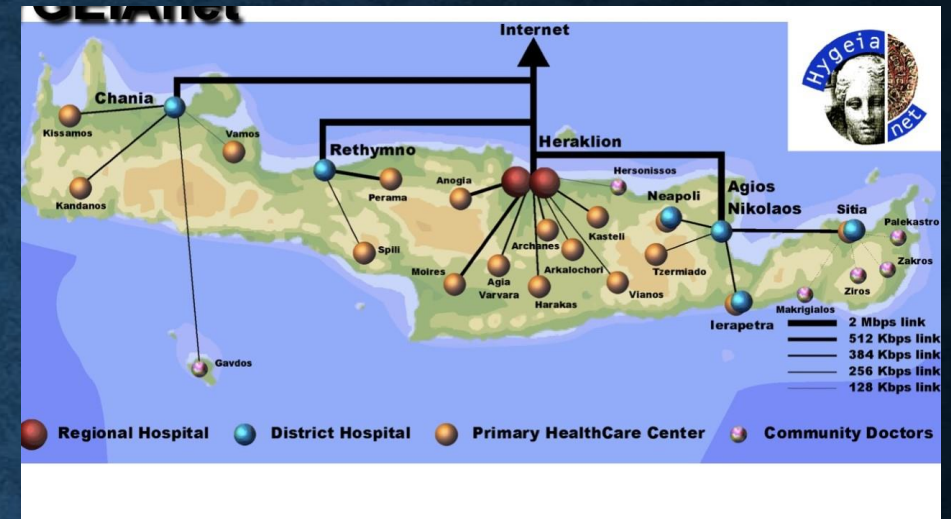 GEIAnet
Internet
Hygeia
net
Chania
Kissamos
Vamos
Kandanos
Rethymno
Perama
Spili
Heraklion
Anogia
Hersonissos
Archanes
Kasteli
Arkalochori
Moires
Agia
Varvara
Harakas
Vianos
Neapoli
Agios
Nikolaos
Tzermiado
Sitia
Palekastro
Zakros
Ziros
Makrigialos
Ierapetra
Gavdos
2 Mbps link
512 Kbps link
384 Kbps link
256 Kbps link
128 Kbps link
Regional Hospital
District Hospital
Primary HealthCare Center
Community Doctors